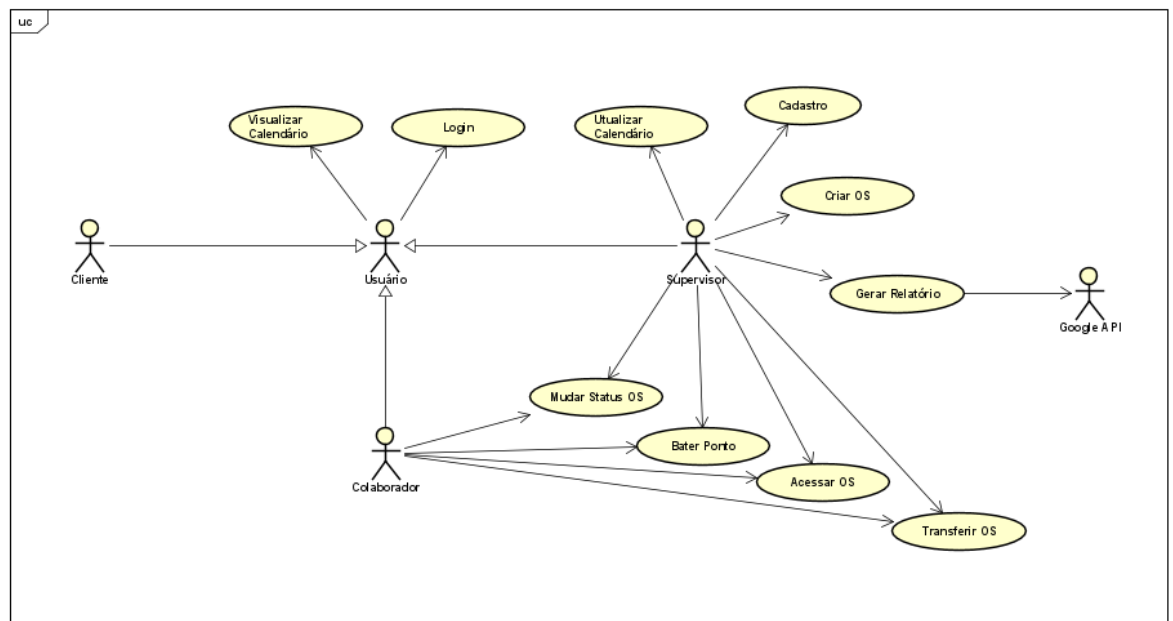 uc
Visualizar
Calendário
Login
Utualizar
Calendário
Cadastro
Criar OS
Cliente
Usuário
Supervisor
Gerar Relatório
Google API
Mudar Status OS
Bater Ponto
Colaborador
Acessar OS
Transferir OS